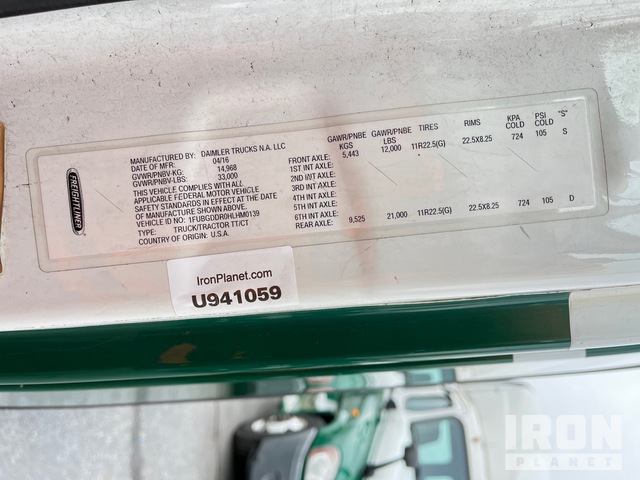 FREIGHTLINER
MANUFACTURED BY: DAIMLER TRUCKS N.A. LLC
DATE OF MFR: 04/16
GVWR/PNBV-KG: 14,968
GVWR/PNBV-LBS: 33,000
THIS VEHICLE COMPLIES WITH ALL
APPLICABLE FEDERAL MOTOR VEHICLE
SAFETY STANDARDS IN EFFECT AT THE DATE
OF MANUFACTURE SHOWN ABOVE.
VEHICLE ID NO: 1FUBGDDR0HLHM0139
TYPE: TRUCK/TRACTOR TT/CT
COUNTRY OF ORIGIN: U.S.A.
GAWR/PNBE KGS GAWR/PNBE LBS TIRES RIMS KPA COLD PSI COLD "S"
FRONT AXLE: 5,443 12,000 11R22.5(G) 22.5X8.25 724 105 S
1ST INT AXLE:
2ND INT AXLE:
3RD INT AXLE:
4TH INT AXLE:
5TH INT AXLE:
6TH INT AXLE:
REAR AXLE: 9,525 21,000 11R22.5(G) 22.5X8.25 724 105 D
IronPlanet.com
U941059
IRON
PLANET